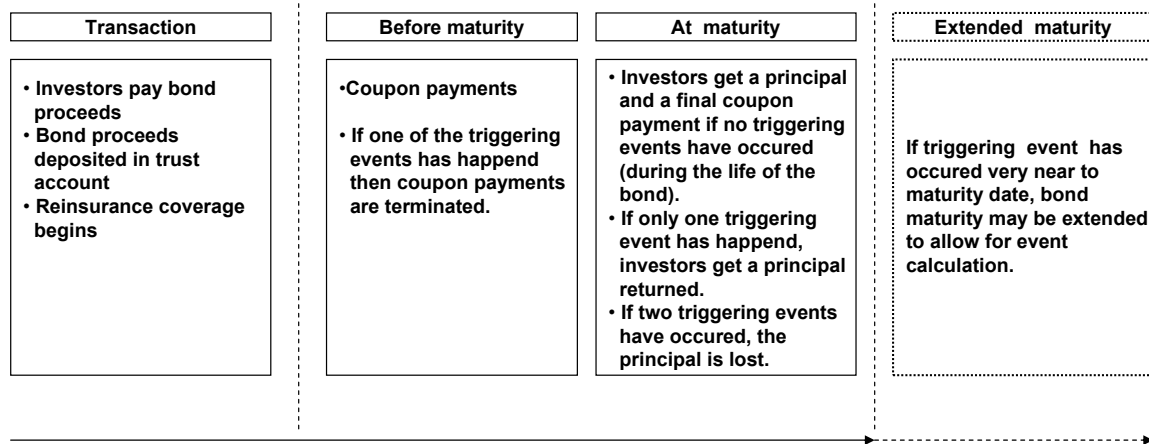 Transaction
Before maturity
At maturity
Extended maturity
• Investors pay bond
proceeds
• Bond proceeds
deposited in trust
account
• Reinsurance coverage
begins
•Coupon payments
• If one of the triggering
events has happend
then coupon payments
are terminated.
• Investors get a principal
and a final coupon
payment if no triggering
events have occured
(during the life of the
bond).
• If only one triggering
event has happend,
investors get a principal
returned.
• If two triggering events
have occured, the
principal is lost.
If triggering event has
occured very near to
maturity date, bond
maturity may be extended
to allow for event
calculation.